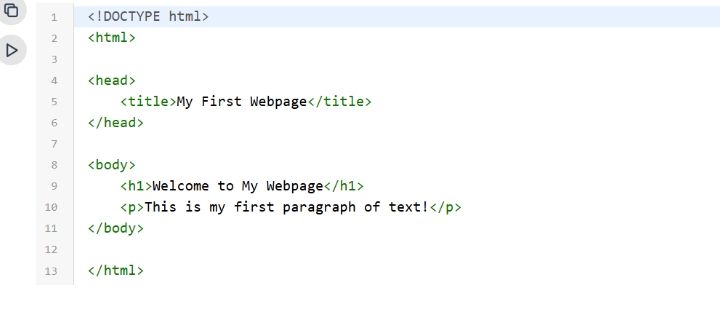 1 <!DOCTYPE html>
2 <html>
3
4 <head>
5     <title>My First Webpage</title>
6 </head>
7
8 <body>
9     <h1>Welcome to My Webpage</h1>
10     <p>This is my first paragraph of text!</p>
11 </body>
12
13 </html>